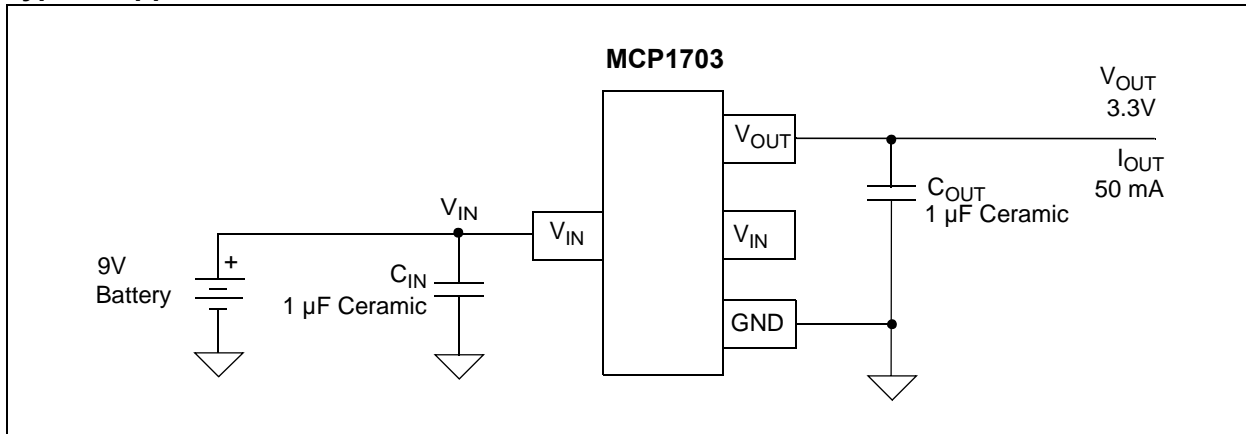 MCP1703
VOUT
3.3V
VOUT
IOUT
50 mA
COUT
1 µF Ceramic
VIN
VIN
VIN
9V
Battery
+
CIN
1 µF Ceramic
GND